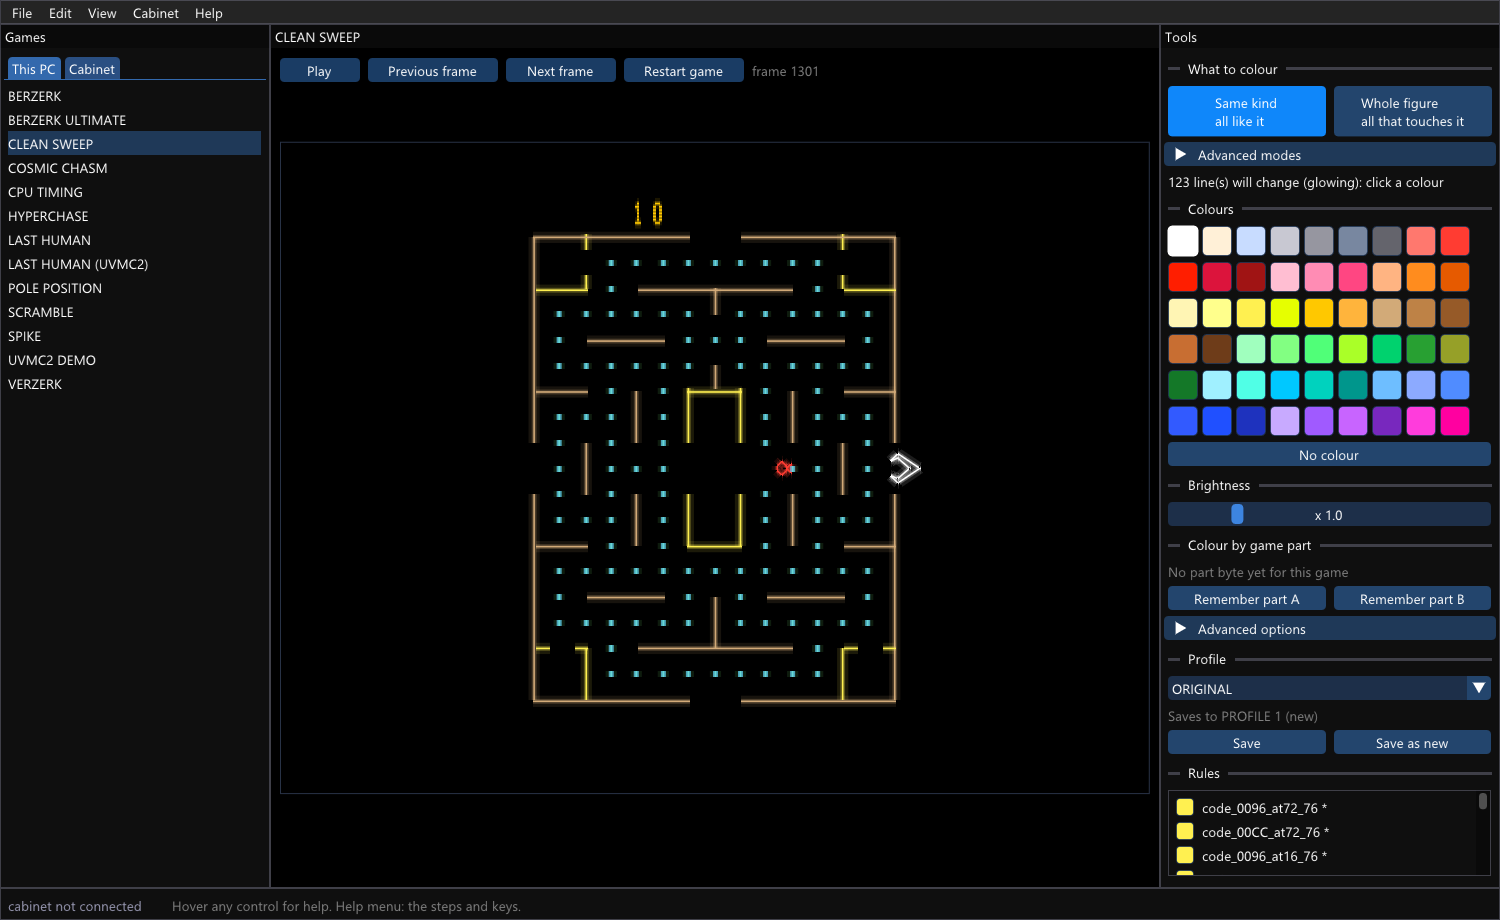 File Edit View Cabinet Help
Games
This PC Cabinet
BERZERK
BERZERK ULTIMATE
CLEAN SWEEP
COSMIC CHASM
CPU TIMING
HYPERCHASE
LAST HUMAN
LAST HUMAN (UVMC2)
POLE POSITION
SCRAMBLE
SPIKE
UVMC2 DEMO
VERZERK
CLEAN SWEEP
Play Previous frame Next frame Restart game frame 1301
10
Tools
What to colour
Same kind
all like it
Whole figure
all that touches it
Advanced modes
123 line(s) will change (glowing): click a colour
Colours
No colour
Brightness
x 1.0
Colour by game part
No part byte yet for this game
Remember part A Remember part B
Advanced options
Profile
ORIGINAL
Saves to PROFILE 1 (new)
Save Save as new
Rules
code_0096_at72_76 *
code_00CC_at72_76 *
code_0096_at16_76 *
cabinet not connected Hover any control for help. Help menu: the steps and keys.